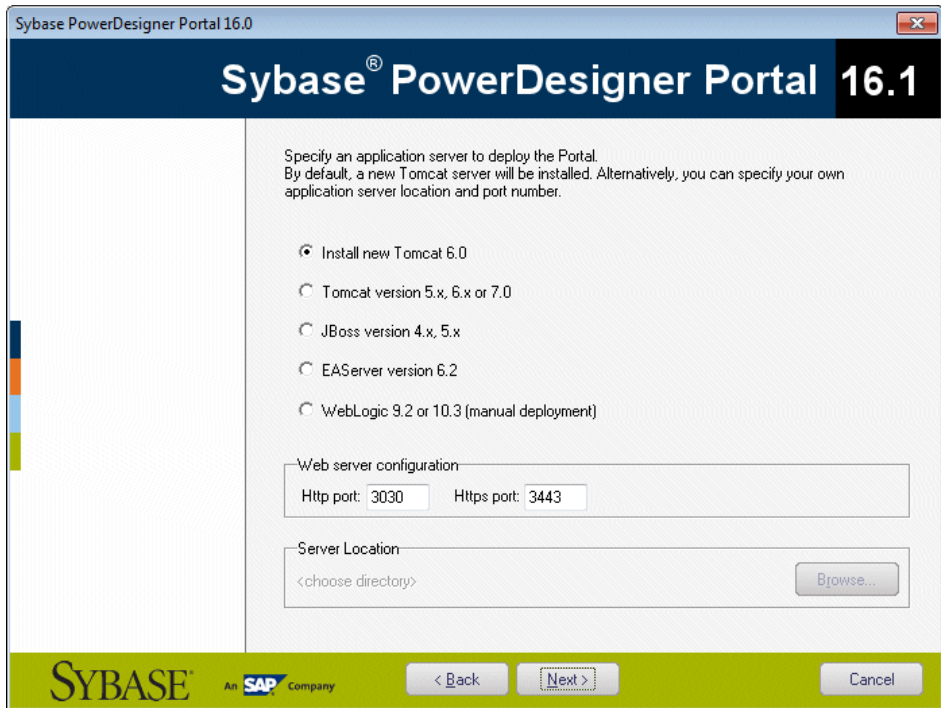 Sybase PowerDesigner Portal 16.0
Sybase® PowerDesigner Portal 16.1
Specify an application server to deploy the Portal.
By default, a new Tomcat server will be installed. Alternatively, you can specify your own
application server location and port number.
Install new Tomcat 6.0
Tomcat version 5.x, 6.x or 7.0
JBoss version 4.x, 5.x
EAServer version 6.2
WebLogic 9.2 or 10.3 (manual deployment)
Web server configuration
Http port: 3030 Https port: 3443
Server Location
<choose directory> Browse...
SYBASE® An SAP Company < Back Next > Cancel